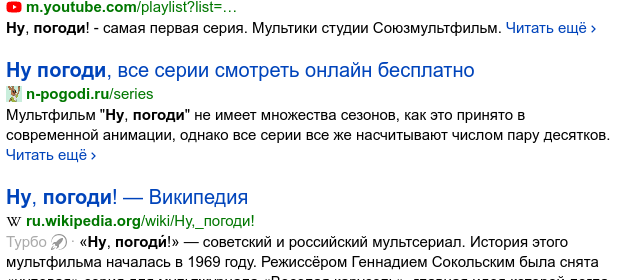 m.youtube.com/playlist?list=…
Ну, погоди! - самая первая серия. Мультики студии Союзмультфильм. Читать ещё ›
Ну погоди, все серии смотреть онлайн бесплатно
n-pogodi.ru/series
Мультфильм "Ну, погоди" не имеет множества сезонов, как это принято в
современной анимации, однако все серии все же насчитывают числом пару десятков.
Читать ещё ›
Ну, погоди! — Википедия
W ru.wikipedia.org/wiki/Ну,_погоди!
Турбо · «Ну, погоди́!» — советский и российский мультсериал. История этого
мультфильма началась в 1969 году. Режиссёром Геннадием Сокольским была снята